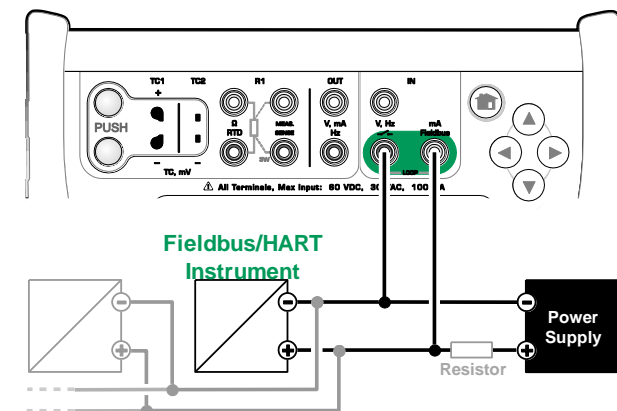 TC1 TC2 R1 OUT IN
+
PUSH
Ω V, mA V, Hz mA
RTD MEAS. SENSE Hz Fieldbus
3W
LOOP
− −
TC, mV
⚠ All Terminals, Max Input: 60 VDC, 30 VAC, 100 mA
Fieldbus/HART
Instrument
− − −
Power
Supply
+ + +
Resistor